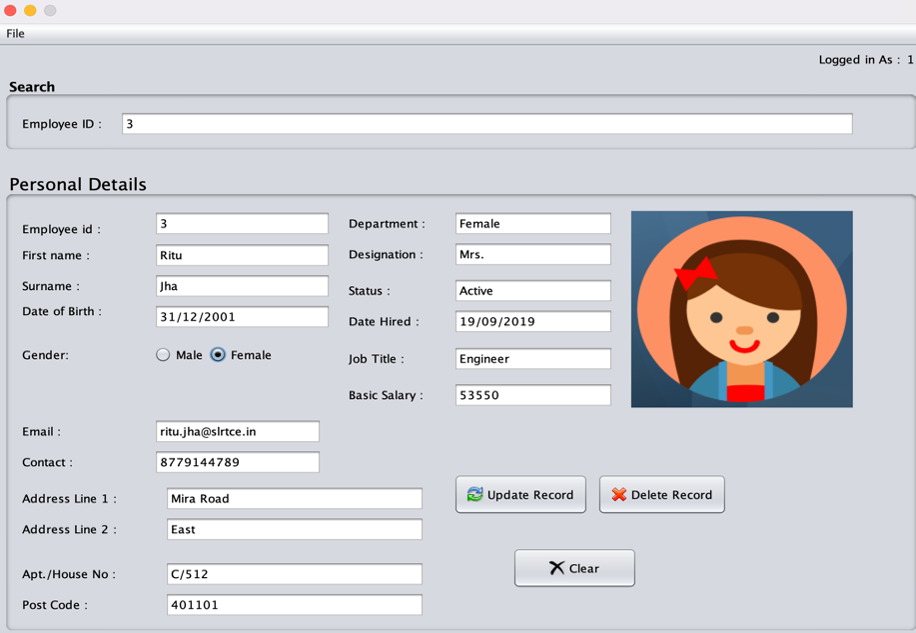 File
Logged in As : 1
Search
Employee ID : 3
Personal Details
Employee id : 3
First name : Ritu
Surname : Jha
Date of Birth : 31/12/2001
Gender: Male Female
Department : Female
Designation : Mrs.
Status : Active
Date Hired : 19/09/2019
Job Title : Engineer
Basic Salary : 53550
Email : ritu.jha@slrtce.in
Contact : 8779144789
Address Line 1 : Mira Road
Address Line 2 : East
Apt./House No : C/512
Post Code : 401101
Update Record Delete Record
Clear